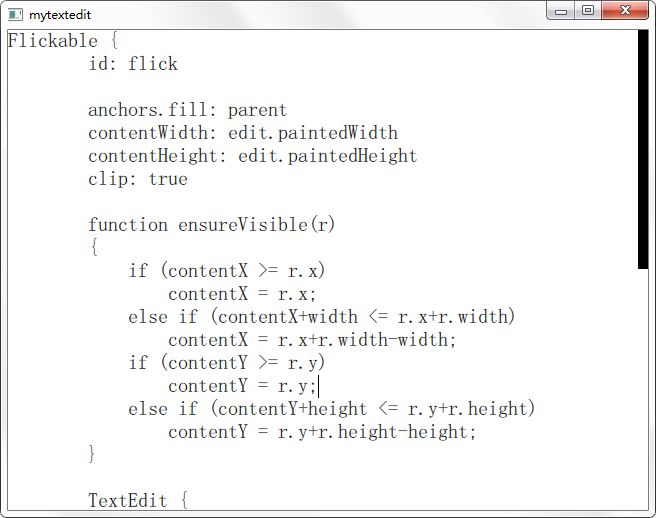 mytextedit
Flickable {
        id: flick

        anchors.fill: parent
        contentWidth: edit.paintedWidth
        contentHeight: edit.paintedHeight
        clip: true

        function ensureVisible(r)
        {
            if (contentX >= r.x)
                contentX = r.x;
            else if (contentX+width <= r.x+r.width)
                contentX = r.x+r.width-width;
            if (contentY >= r.y)
                contentY = r.y;
            else if (contentY+height <= r.y+r.height)
                contentY = r.y+r.height-height;
        }

        TextEdit {